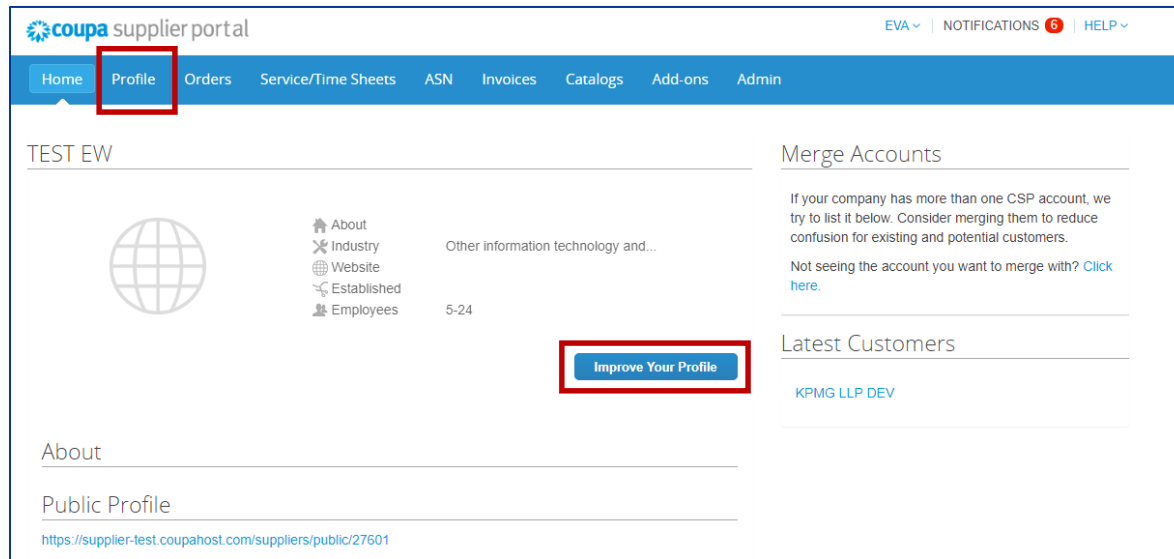 coupa supplier portal
EVA NOTIFICATIONS 6 HELP
Home Profile Orders Service/Time Sheets ASN Invoices Catalogs Add-ons Admin
TEST EW
About
Industry Other information technology and...
Website
Established
Employees 5-24
Improve Your Profile
About
Public Profile
https://supplier-test.coupahost.com/suppliers/public/27601
Merge Accounts
If your company has more than one CSP account, we
try to list it below. Consider merging them to reduce
confusion for existing and potential customers.
Not seeing the account you want to merge with? Click
here.
Latest Customers
KPMG LLP DEV